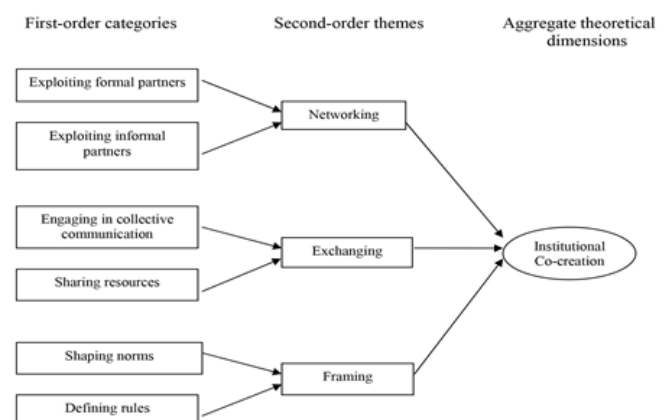 First-order categories
Second-order themes
Aggregate theoretical
dimensions
Exploiting formal partners
Networking
Exploiting informal
partners
Engaging in collective
communication
Exchanging
Institutional
Co-creation
Sharing resources
Shaping norms
Framing
Defining rules